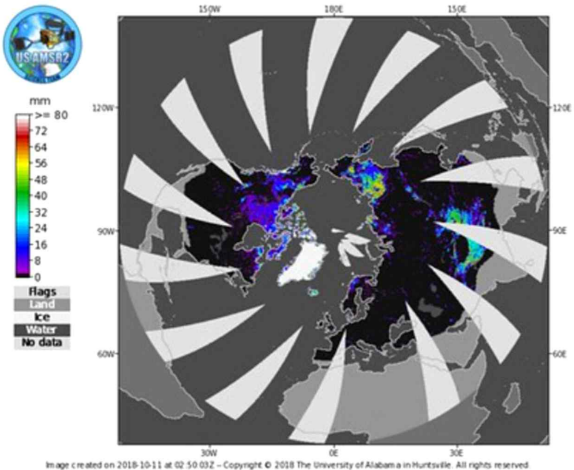 150W 180E 150E
US AMSR2
mm
>= 80
72
64
56
48
40
32
24
16
8
0
Flags
Land
Ice
Water
No data
120W 120E
90W 90E
60W 60E
30W 0E 30E
Image created on 2018-10-11 at 02:50:03Z -- Copyright © 2018 The University of Alabama in Huntsville. All rights reserved.